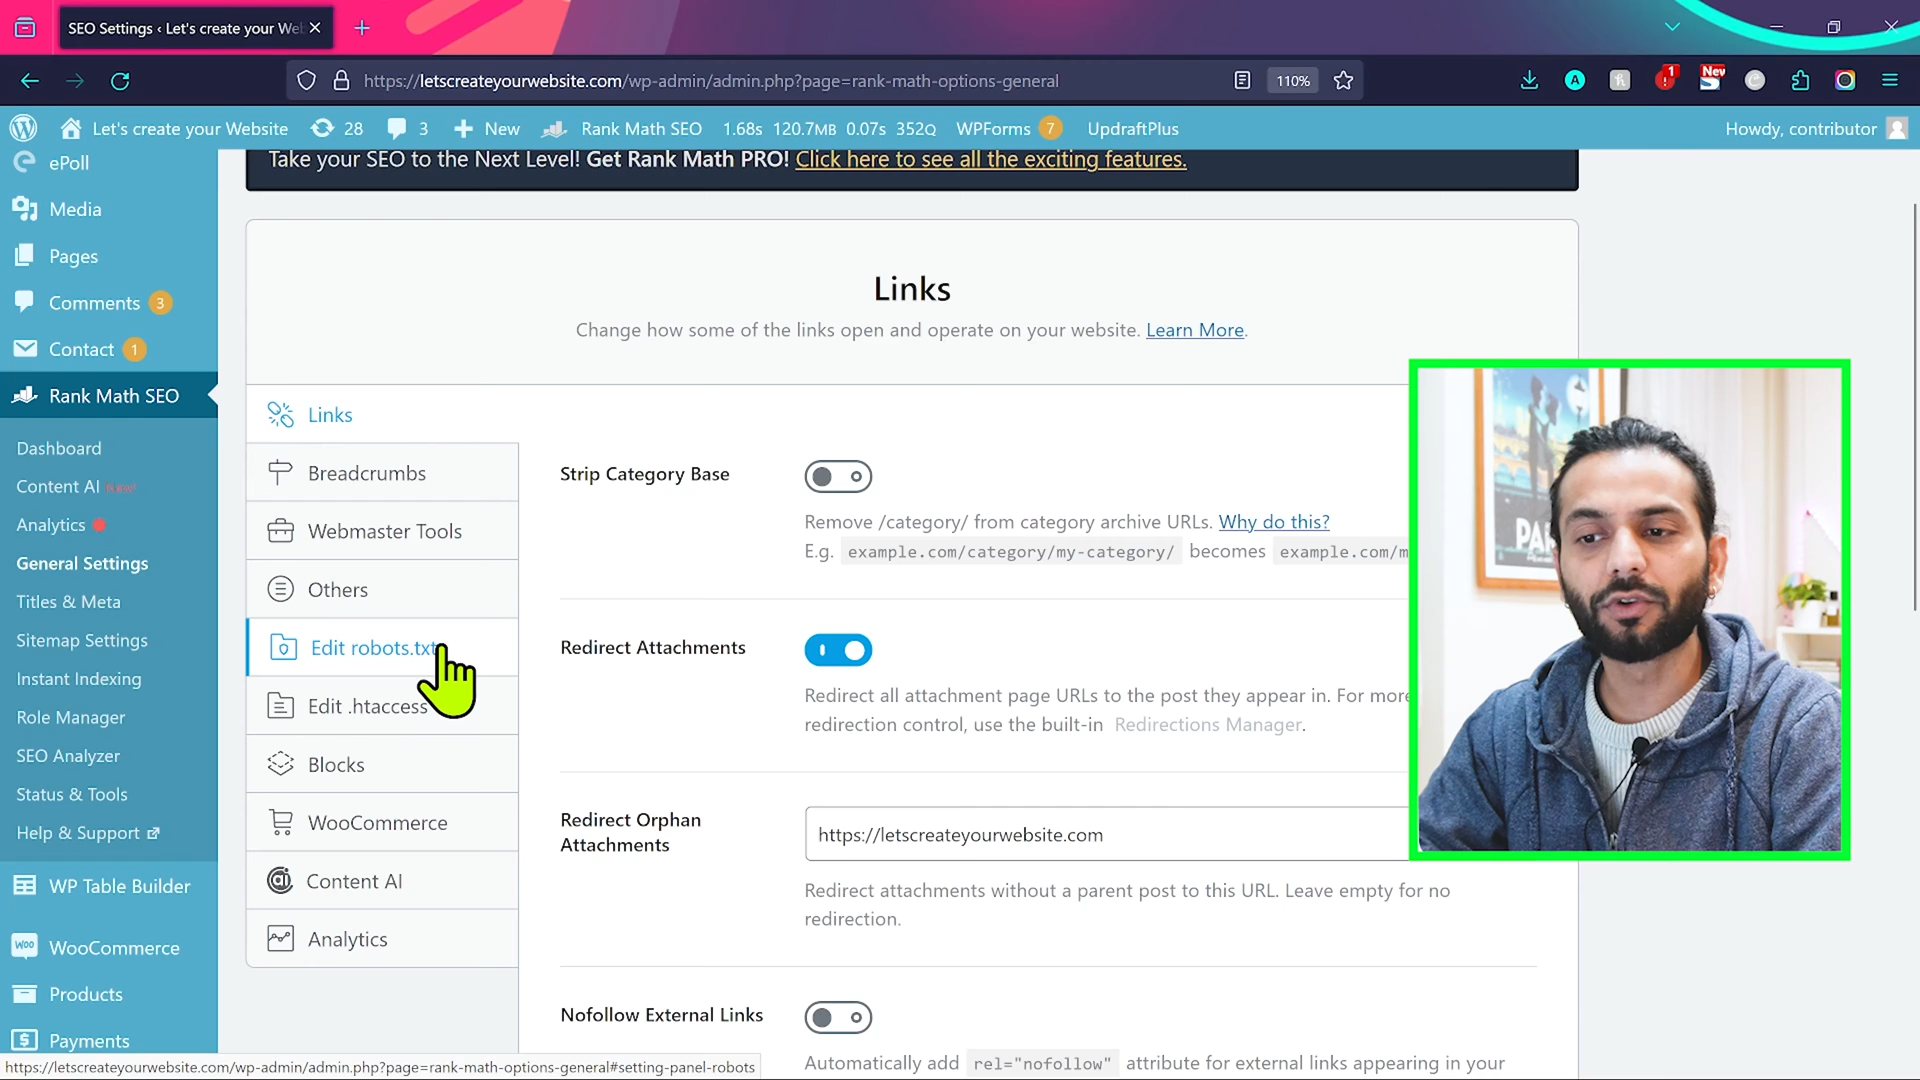 SEO Settings ‹ Let's create your We
https://letscreateyourwebsite.com/wp-admin/admin.php?page=rank-math-options-general
110%
A
1
New
Let's create your Website
28
3
New
Rank Math SEO
1.68s 120.7MB 0.07s 352Q
WPForms 7
UpdraftPlus
Howdy, contributor
ePoll
Media
Pages
Comments 3
Contact 1
Rank Math SEO
Dashboard
Content AI New!
Analytics
General Settings
Titles & Meta
Sitemap Settings
Instant Indexing
Role Manager
SEO Analyzer
Status & Tools
Help & Support
WP Table Builder
WooCommerce
Products
Payments
Take your SEO to the Next Level! Get Rank Math PRO! Click here to see all the exciting features.
Links
Change how some of the links open and operate on your website. Learn More.
Links
Breadcrumbs
Webmaster Tools
Others
Edit robots.txt
Edit .htaccess
Blocks
WooCommerce
Content AI
Analytics
Strip Category Base
Remove /category/ from category archive URLs. Why do this?
E.g. example.com/category/my-category/ becomes example.com/m
Redirect Attachments
Redirect all attachment page URLs to the post they appear in. For more
redirection control, use the built-in Redirections Manager.
Redirect Orphan
Attachments
https://letscreateyourwebsite.com
Redirect attachments without a parent post to this URL. Leave empty for no
redirection.
Nofollow External Links
Automatically add rel="nofollow" attribute for external links appearing in your
https://letscreateyourwebsite.com/wp-admin/admin.php?page=rank-math-options-general#setting-panel-robots